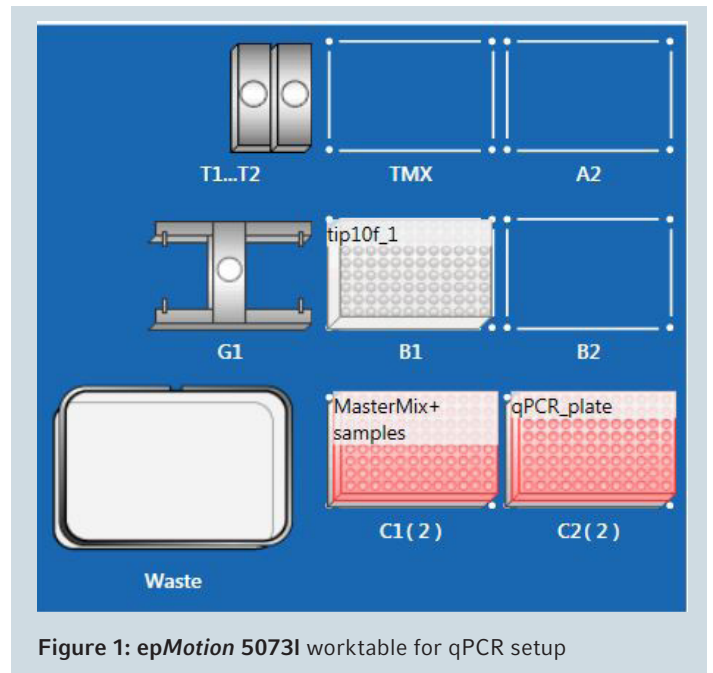 T1...T2 TMX A2
tip10f_1
G1 B1 B2
MasterMix+
samples
qPCR_plate
C1( 2 ) C2( 2 )
Waste
Figure 1: epMotion 5073l worktable for qPCR setup